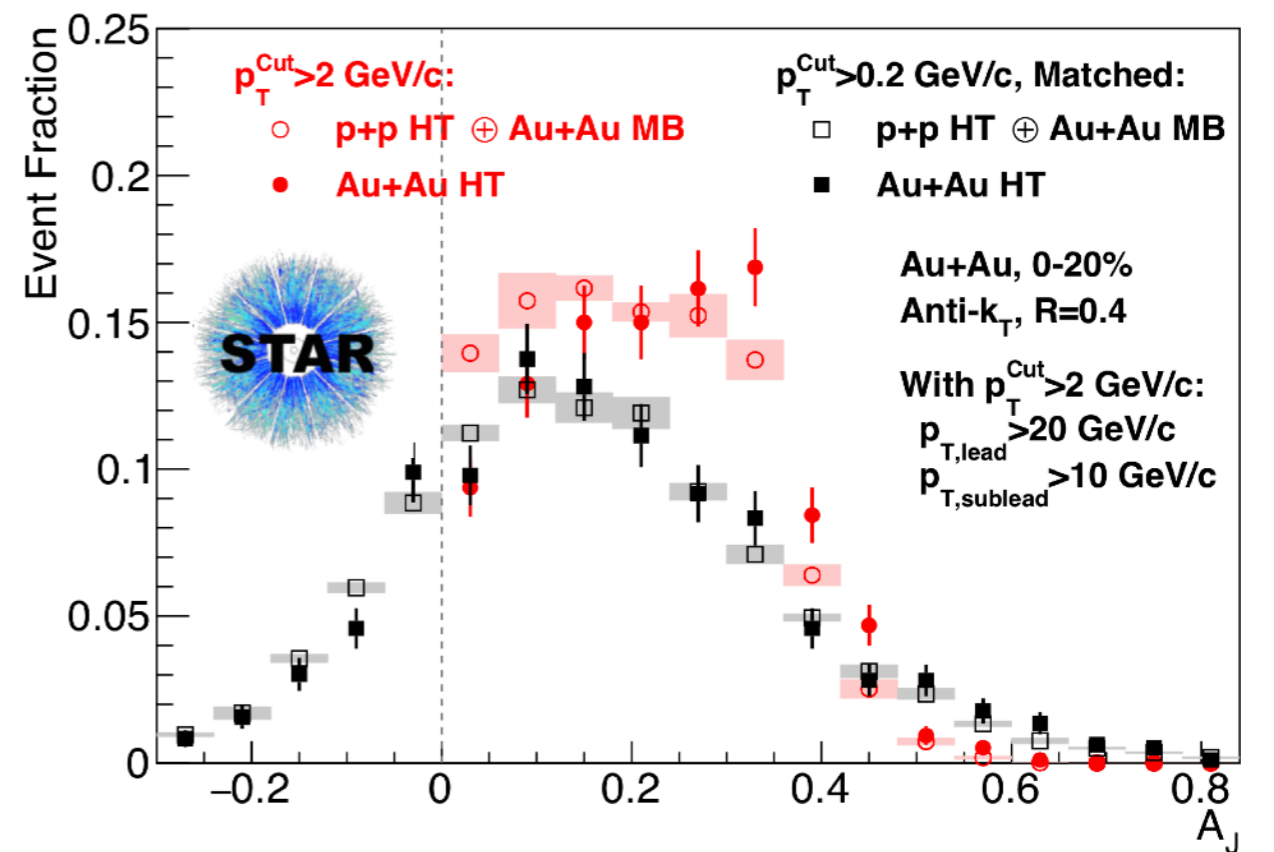 0.25
0.2
0.15
0.1
0.05
0
Event Fraction
p_T^Cut>2 GeV/c:
p+p HT ⊕ Au+Au MB
Au+Au HT
p_T^Cut>0.2 GeV/c, Matched:
p+p HT ⊕ Au+Au MB
Au+Au HT
STAR
Au+Au, 0-20%
Anti-k_T, R=0.4
With p_T^Cut>2 GeV/c:
p_T,lead>20 GeV/c
p_T,sublead>10 GeV/c
−0.2 0 0.2 0.4 0.6 0.8
A_J